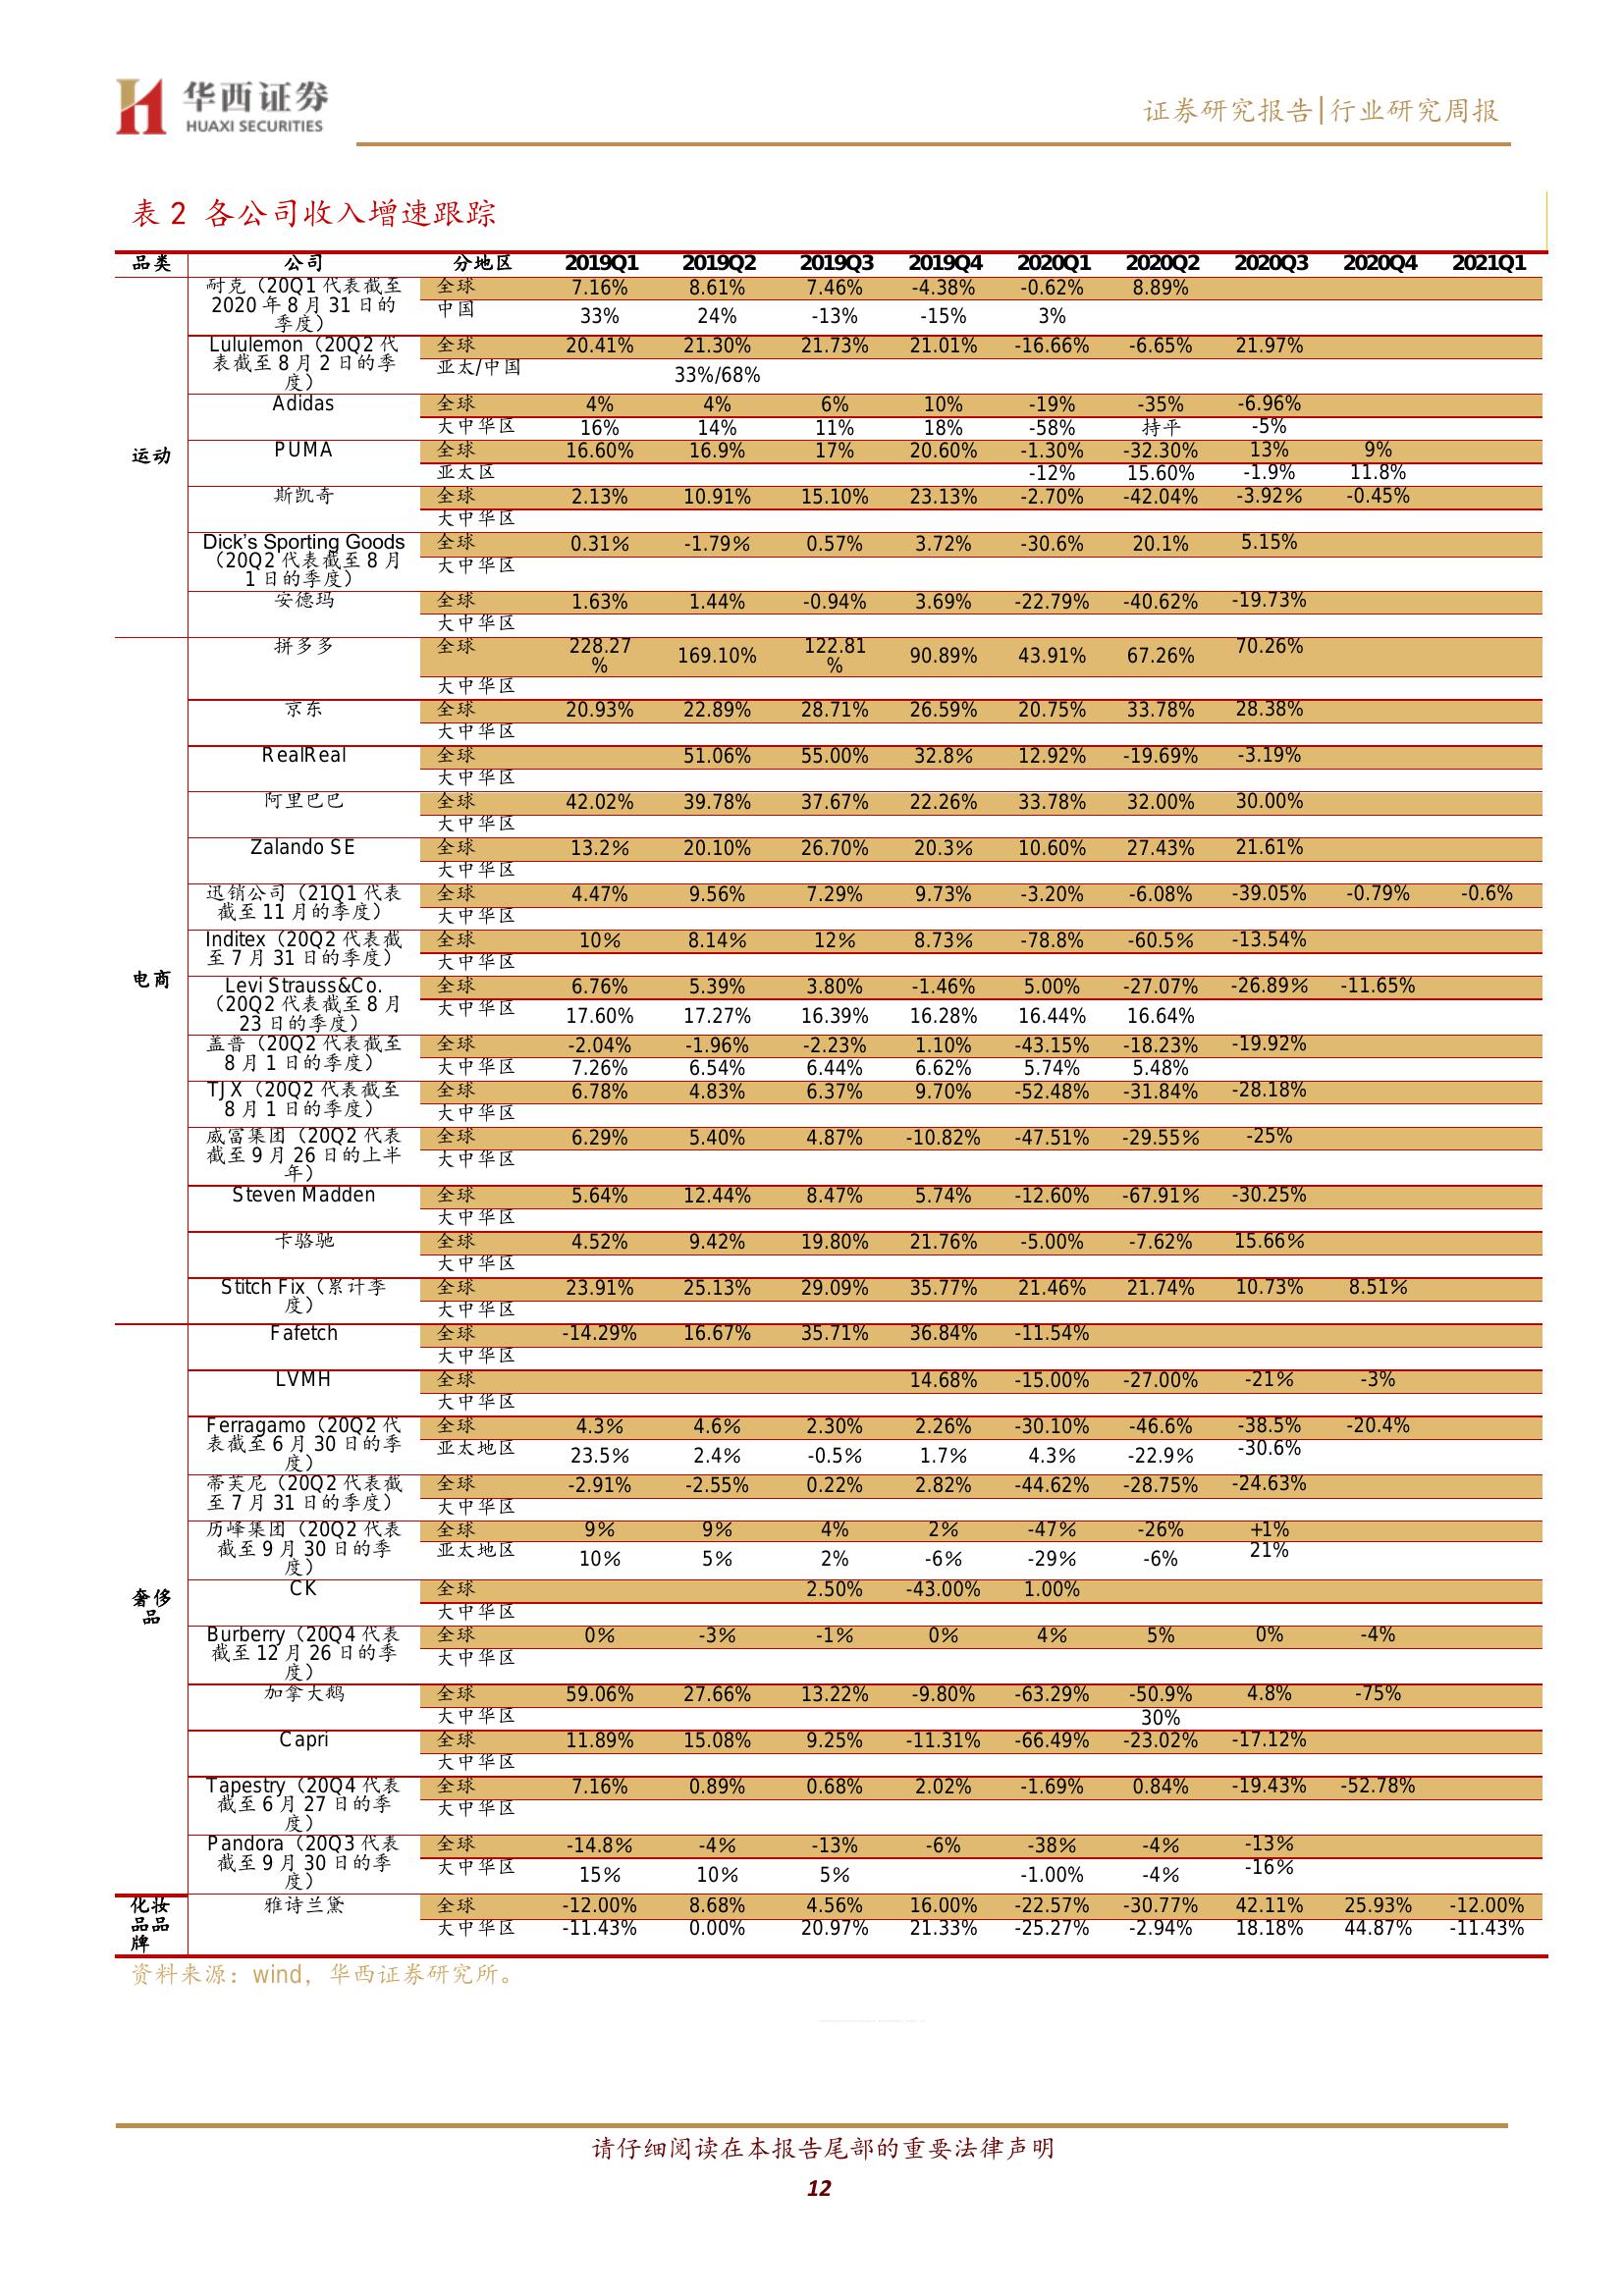 华西证券
HUAXI SECURITIES
证券研究报告|行业研究周报
表 2 各公司收入增速跟踪
品类 公司 分地区 2019Q1 2019Q2 2019Q3 2019Q4 2020Q1 2020Q2 2020Q3 2020Q4 2021Q1
运动
耐克（20Q1 代表截至
2020 年 8 月 31 日的
季度）
全球 7.16% 8.61% 7.46% -4.38% -0.62% 8.89%
中国 33% 24% -13% -15% 3%
Lululemon（20Q2 代
表截至 8 月 2 日的季
度）
全球 20.41% 21.30% 21.73% 21.01% -16.66% -6.65% 21.97%
亚太/中国 33%/68%
Adidas 全球 4% 4% 6% 10% -19% -35% -6.96%
大中华区 16% 14% 11% 18% -58% 持平 -5%
PUMA 全球 16.60% 16.9% 17% 20.60% -1.30% -32.30% 13% 9%
亚太区 -12% 15.60% -1.9% 11.8%
斯凯奇 全球 2.13% 10.91% 15.10% 23.13% -2.70% -42.04% -3.92% -0.45%
大中华区
Dick’s Sporting Goods
（20Q2 代表截至 8 月
1 日的季度）
全球 0.31% -1.79% 0.57% 3.72% -30.6% 20.1% 5.15%
大中华区
安德玛 全球 1.63% 1.44% -0.94% 3.69% -22.79% -40.62% -19.73%
大中华区
电商
拼多多 全球 228.27% 169.10% 122.81% 90.89% 43.91% 67.26% 70.26%
大中华区
京东 全球 20.93% 22.89% 28.71% 26.59% 20.75% 33.78% 28.38%
大中华区
RealReal 全球 51.06% 55.00% 32.8% 12.92% -19.69% -3.19%
大中华区
阿里巴巴 全球 42.02% 39.78% 37.67% 22.26% 33.78% 32.00% 30.00%
大中华区
Zalando SE 全球 13.2% 20.10% 26.70% 20.3% 10.60% 27.43% 21.61%
大中华区
迅销公司（21Q1 代表
截至 11 月的季度）
全球 4.47% 9.56% 7.29% 9.73% -3.20% -6.08% -39.05% -0.79% -0.6%
大中华区
Inditex（20Q2 代表截
至 7 月 31 日的季度）
全球 10% 8.14% 12% 8.73% -78.8% -60.5% -13.54%
大中华区
Levi Strauss&Co.
（20Q2 代表截至 8 月
23 日的季度）
全球 6.76% 5.39% 3.80% -1.46% 5.00% -27.07% -26.89% -11.65%
大中华区 17.60% 17.27% 16.39% 16.28% 16.44% 16.64%
盖普（20Q2 代表截至
8 月 1 日的季度）
全球 -2.04% -1.96% -2.23% 1.10% -43.15% -18.23% -19.92%
大中华区 7.26% 6.54% 6.44% 6.62% 5.74% 5.48%
TJX（20Q2 代表截至
8 月 1 日的季度）
全球 6.78% 4.83% 6.37% 9.70% -52.48% -31.84% -28.18%
大中华区
威富集团（20Q2 代表
截至 9 月 26 日的上半
年）
全球 6.29% 5.40% 4.87% -10.82% -47.51% -29.55% -25%
大中华区
Steven Madden 全球 5.64% 12.44% 8.47% 5.74% -12.60% -67.91% -30.25%
大中华区
卡骆驰 全球 4.52% 9.42% 19.80% 21.76% -5.00% -7.62% 15.66%
大中华区
Stitch Fix（累计季
度）
全球 23.91% 25.13% 29.09% 35.77% 21.46% 21.74% 10.73% 8.51%
大中华区
奢侈
品
Fafetch 全球 -14.29% 16.67% 35.71% 36.84% -11.54%
大中华区
LVMH 全球 14.68% -15.00% -27.00% -21% -3%
大中华区
Ferragamo（20Q2 代
表截至 6 月 30 日的季
度）
全球 4.3% 4.6% 2.30% 2.26% -30.10% -46.6% -38.5% -20.4%
亚太地区 23.5% 2.4% -0.5% 1.7% 4.3% -22.9% -30.6%
蒂芙尼（20Q2 代表截
至 7 月 31 日的季度）
全球 -2.91% -2.55% 0.22% 2.82% -44.62% -28.75% -24.63%
大中华区
历峰集团（20Q2 代表
截至 9 月 30 日的季
度）
全球 9% 9% 4% 2% -47% -26% +1%
亚太地区 10% 5% 2% -6% -29% -6% 21%
CK 全球 2.50% -43.00% 1.00%
大中华区
Burberry（20Q4 代表
截至 12 月 26 日的季
度）
全球 0% -3% -1% 0% 4% 5% 0% -4%
大中华区
加拿大鹅 全球 59.06% 27.66% 13.22% -9.80% -63.29% -50.9% 4.8% -75%
大中华区 30%
Capri 全球 11.89% 15.08% 9.25% -11.31% -66.49% -23.02% -17.12%
大中华区
Tapestry（20Q4 代表
截至 6 月 27 日的季
度）
全球 7.16% 0.89% 0.68% 2.02% -1.69% 0.84% -19.43% -52.78%
大中华区
Pandora（20Q3 代表
截至 9 月 30 日的季
度）
全球 -14.8% -4% -13% -6% -38% -4% -13%
大中华区 15% 10% 5% -1.00% -4% -16%
化妆
品品
牌
雅诗兰黛 全球 -12.00% 8.68% 4.56% 16.00% -22.57% -30.77% 42.11% 25.93% -12.00%
大中华区 -11.43% 0.00% 20.97% 21.33% -25.27% -2.94% 18.18% 44.87% -11.43%
资料来源：wind，华西证券研究所。
请仔细阅读在本报告尾部的重要法律声明
12